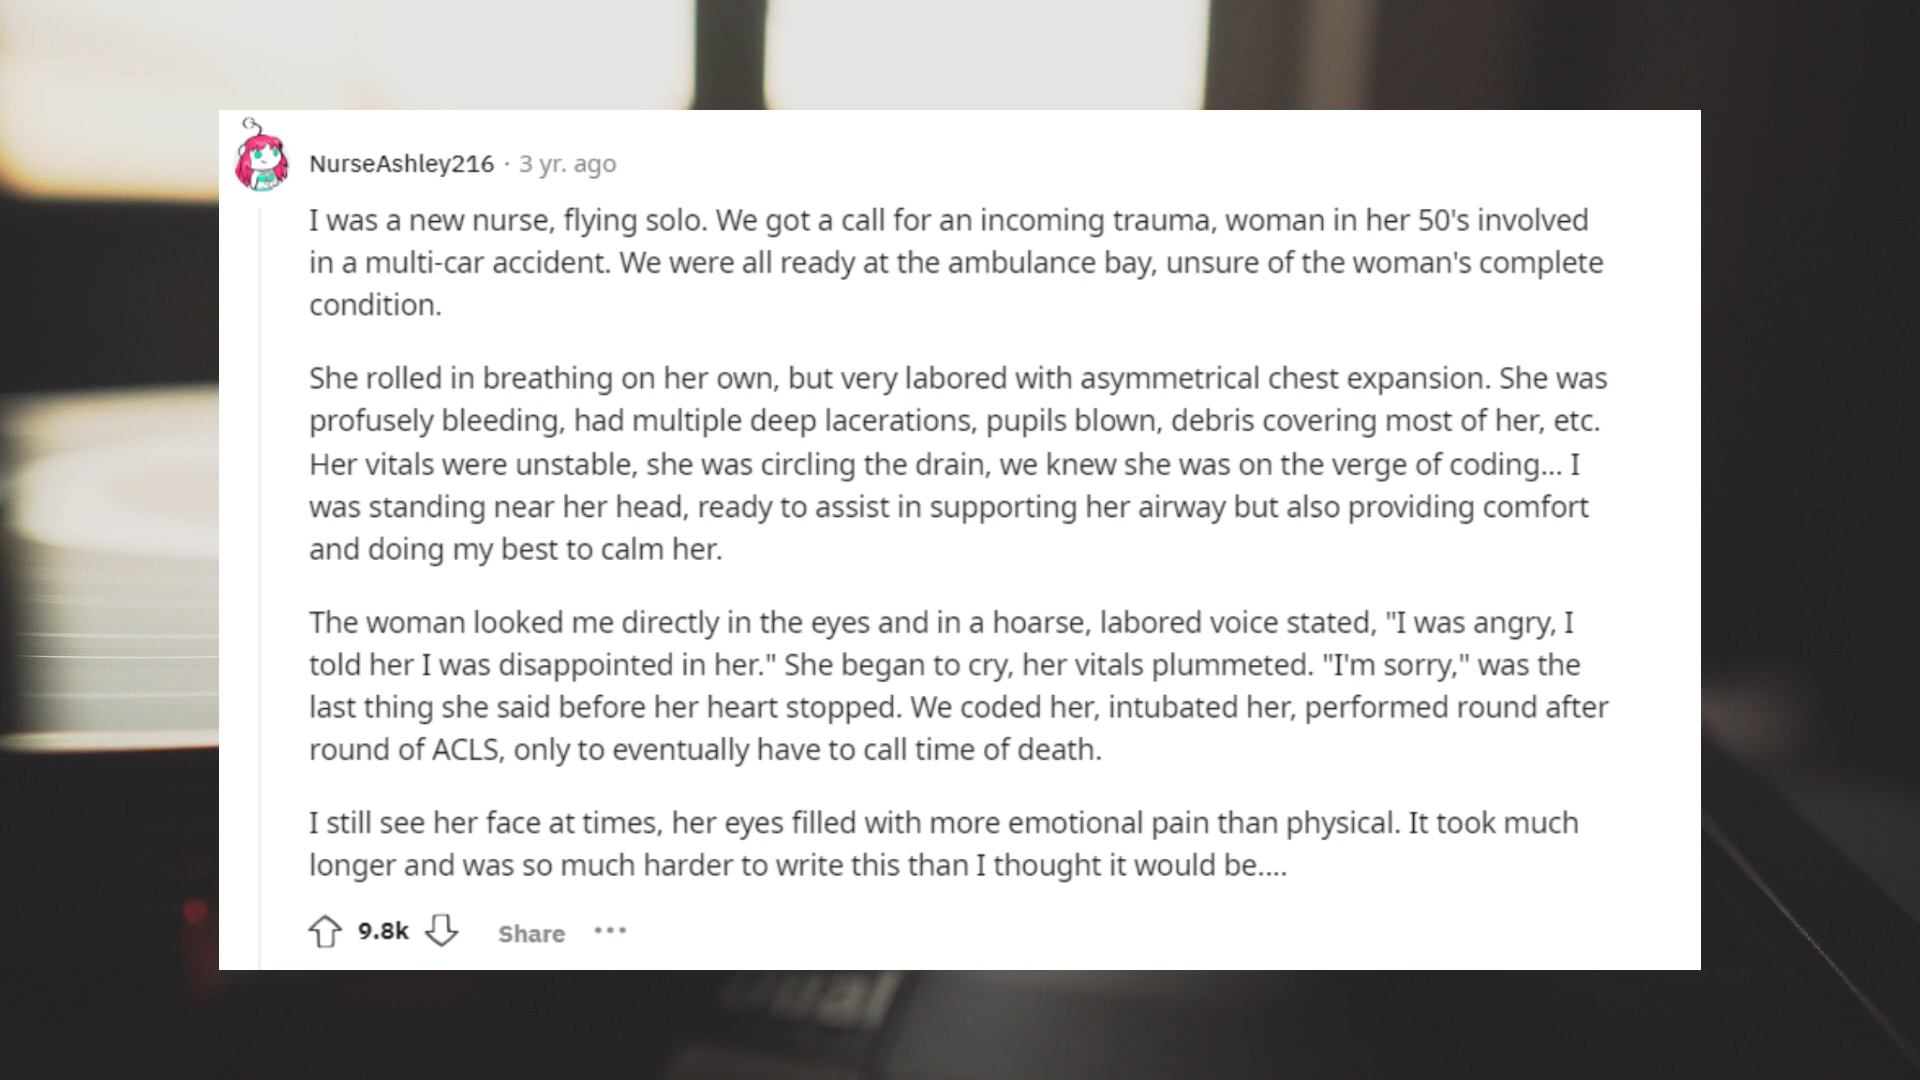 NurseAshley216 · 3 yr. ago
I was a new nurse, flying solo. We got a call for an incoming trauma, woman in her 50's involved
in a multi-car accident. We were all ready at the ambulance bay, unsure of the woman's complete
condition.
She rolled in breathing on her own, but very labored with asymmetrical chest expansion. She was
profusely bleeding, had multiple deep lacerations, pupils blown, debris covering most of her, etc.
Her vitals were unstable, she was circling the drain, we knew she was on the verge of coding... I
was standing near her head, ready to assist in supporting her airway but also providing comfort
and doing my best to calm her.
The woman looked me directly in the eyes and in a hoarse, labored voice stated, "I was angry, I
told her I was disappointed in her." She began to cry, her vitals plummeted. "I'm sorry," was the
last thing she said before her heart stopped. We coded her, intubated her, performed round after
round of ACLS, only to eventually have to call time of death.
I still see her face at times, her eyes filled with more emotional pain than physical. It took much
longer and was so much harder to write this than I thought it would be....
9.8k Share ···
Dual